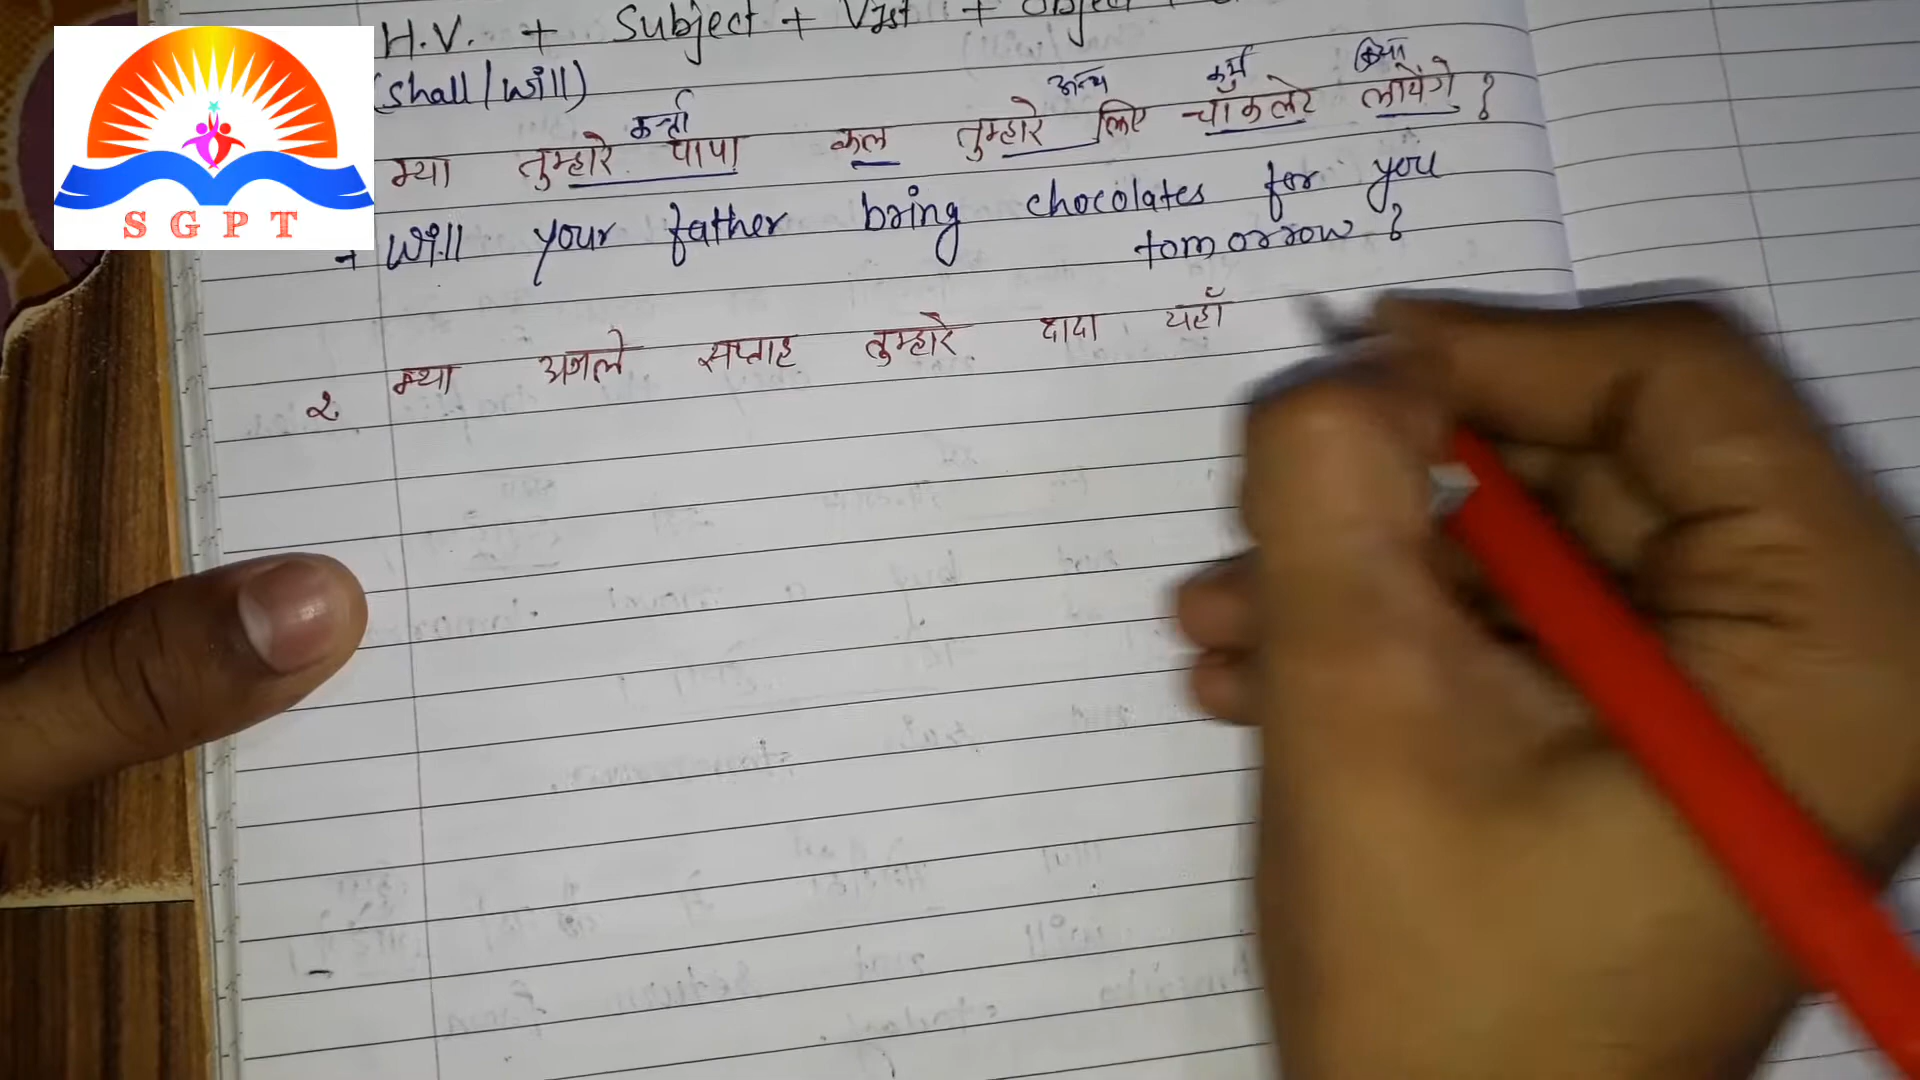 H.V. + Subject + V1st + Object +
(shall/will)
कर्त्ता अन्य कर्म क्रिया
क्या तुम्हारे पापा कल तुम्हारे लिए चाकलेट लायेंगे ?
→ Will your father bring chocolates for you
tomorrow ?
2. क्या अगले सप्ताह तुम्हारे दादा यहाँ
SGPT